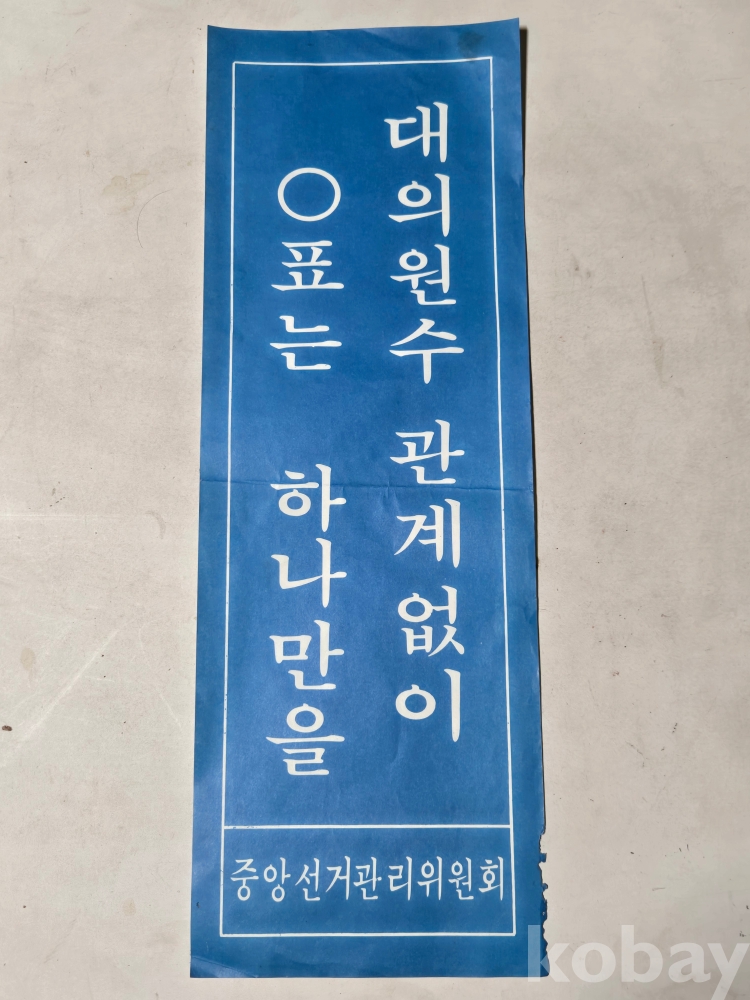 대의원수 관계없이
○표는 하나만을
중앙선거관리위원회
kobay